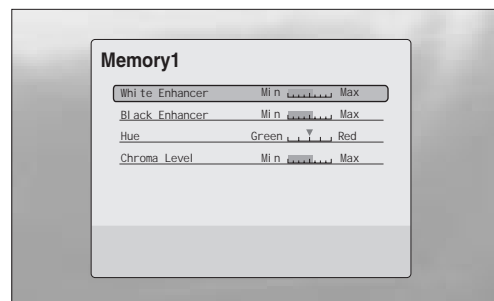 Memory1
White Enhancer Min Max
Black Enhancer Min Max
Hue Green Red
Chroma Level Min Max